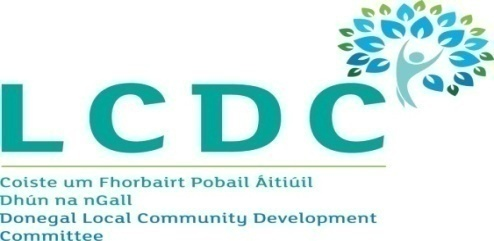 LCDC
Coiste um Fhorbairt Pobail Áitiúil
Dhún na nGall
Donegal Local Community Development
Committee